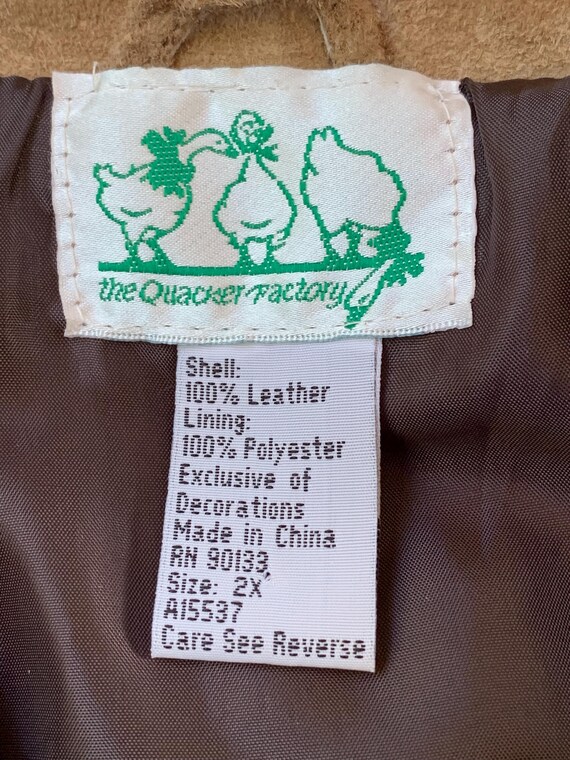 the Quacker Factory
Shell:
100% Leather
Lining:
100% Polyester
Exclusive of
Decorations
Made in China
RN 90133
Size: 2X
A15537
Care See Reverse